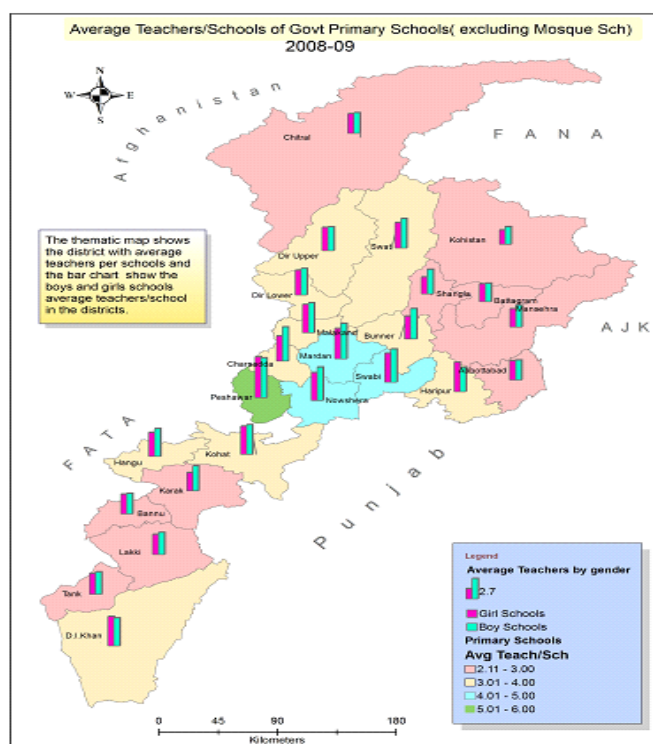 Average Teachers/Schools of Govt Primary Schools( excluding Mosque Sch)
2008-09
N
W E
S
Afghanistan
FANA
Chitral
The thematic map shows
the district with average
teachers per schools and
the bar chart show the
boys and girls schools
average teachers/school
in the districts.
Dir Upper
Swat
Kohistan
Dir Lower
Shangla
Battagram
Mansehra
AJK
Malakand
Buner
Charsadda
Mardan
Swabi
Abbottabad
Peshawar
Nowshera
Haripur
FATA
Hangu
Kohat
Punjab
Karak
Bannu
Lakki
Tank
D.I.Khan
Legend
Average Teachers by gender
2.7
Girl Schools
Boy Schools
Primary Schools
Avg Teach/Sch
2.11 - 3.00
3.01 - 4.00
4.01 - 5.00
5.01 - 6.00
0 90 180
Kilometers